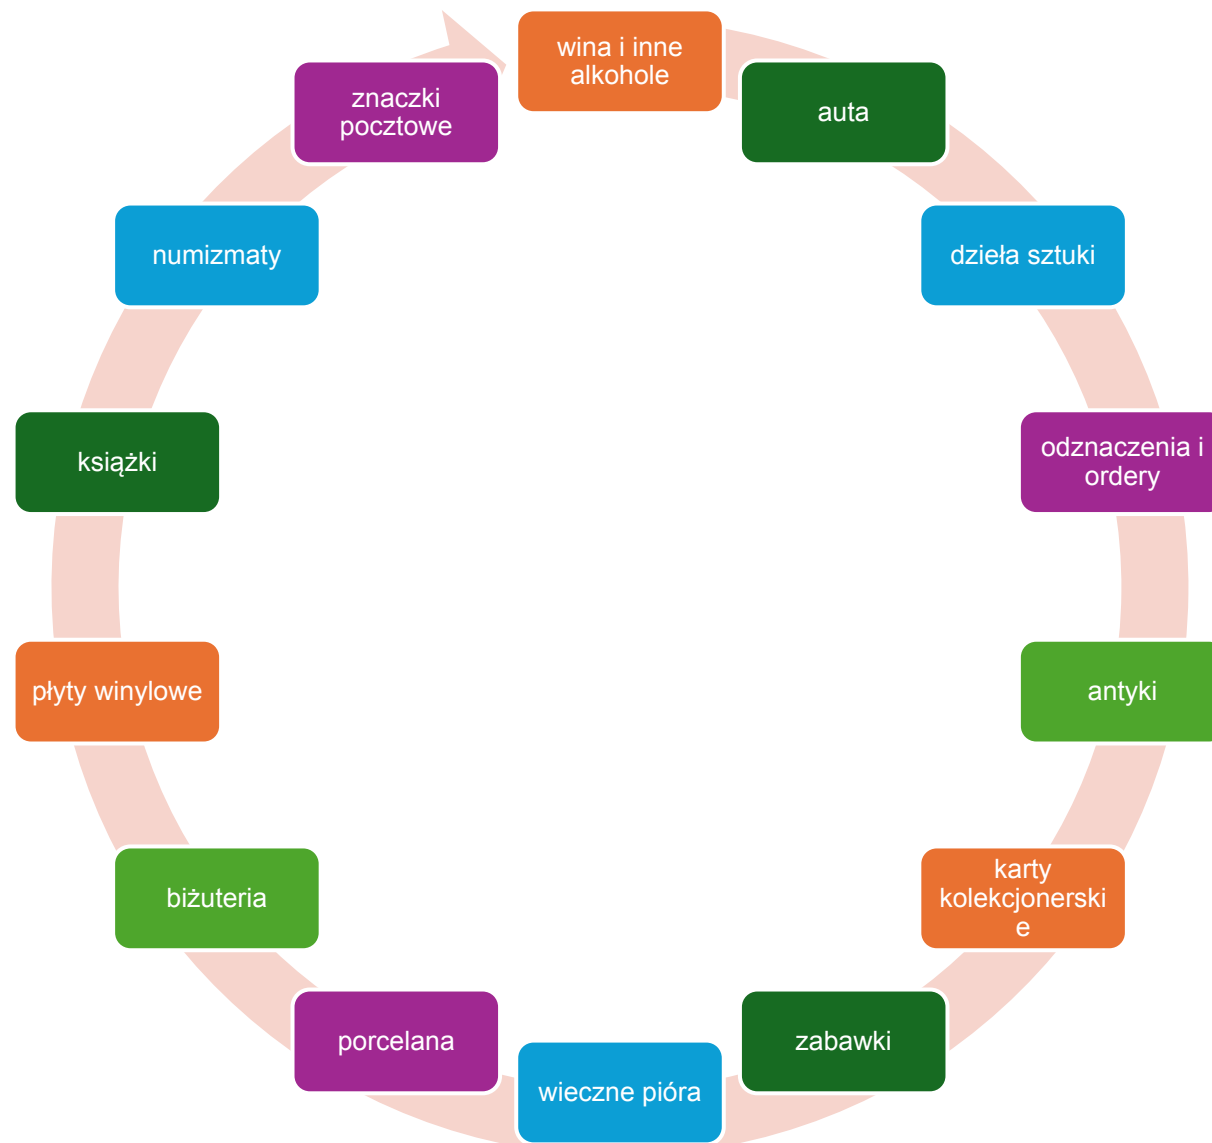 wina i inne
alkohole
auta
dzieła sztuki
odznaczenia i
ordery
antyki
karty
kolekcjonerski
e
zabawki
wieczne pióra
porcelana
biżuteria
płyty winylowe
książki
numizmaty
znaczki
pocztowe